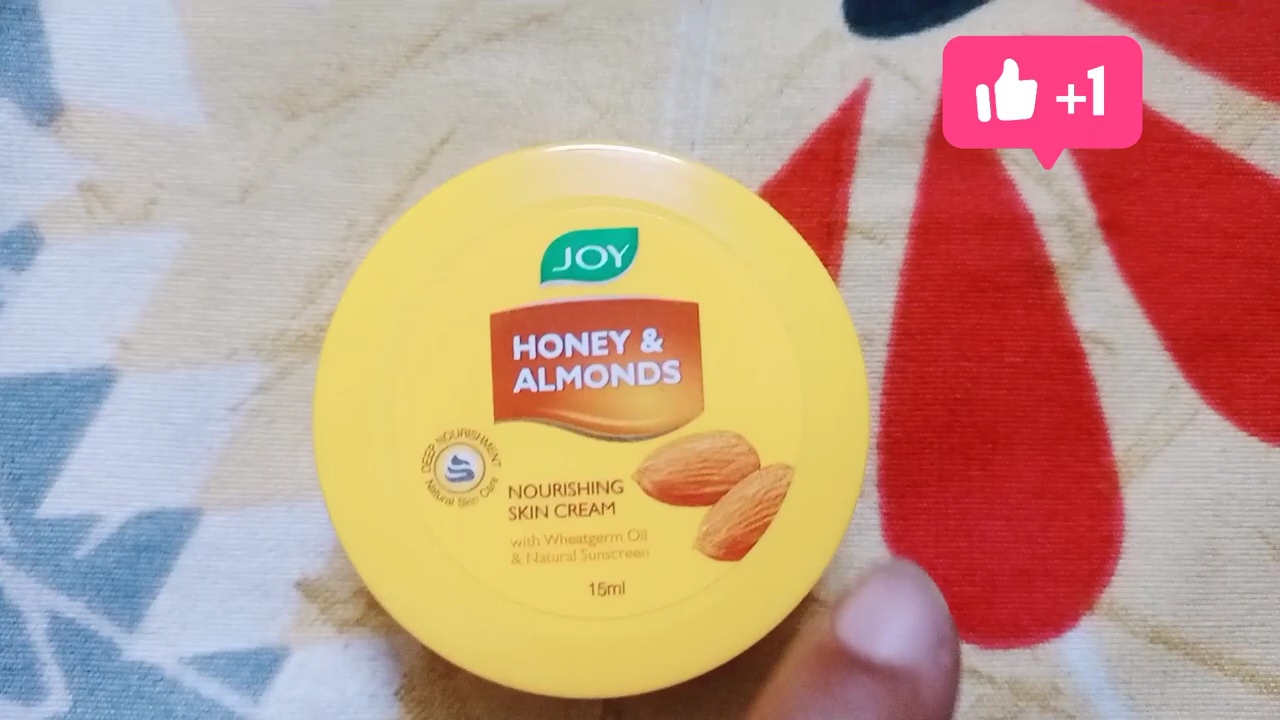 +1
JOY
HONEY &
ALMONDS
DEEP NOURISHMENT
Natural Skin Care
NOURISHING
SKIN CREAM
with Wheatgerm Oil
& Natural Sunscreen
15ml